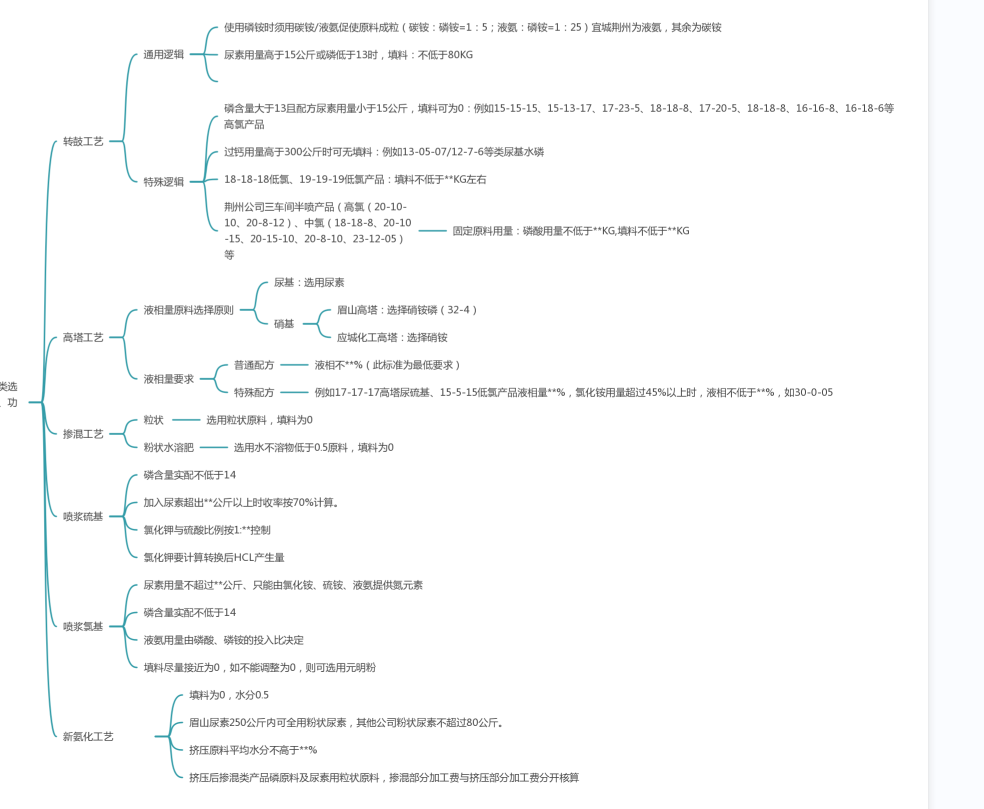 使用磷铵时须用碳铵/液氨促使原料成粒（碳铵：磷铵=1：5；液氨：磷铵=1：25）宜城荆州为液氨，其余为碳铵
通用逻辑
尿素用量高于15公斤或磷低于13时，填料：不低于80KG
磷含量大于13且配方尿素用量小于15公斤，填料可为0：例如15-15-15、15-13-17、17-23-5、18-18-8、17-20-5、18-18-8、16-16-8、16-18-6等
高氯产品
转鼓工艺
过钙用量高于300公斤时可无填料：例如13-05-07/12-7-6等类尿基水磷
特殊逻辑
18-18-18低氯、19-19-19低氯产品：填料不低于**KG左右
荆州公司三车间半喷产品（高氯（20-10-
10、20-8-12）、中氯（18-18-8、20-10
-15、20-15-10、20-8-10、23-12-05）
等
固定原料用量：磷酸用量不低于**KG,填料不低于**KG
尿基：选用尿素
液相量原料选择原则
硝基
眉山高塔：选择硝铵磷（32-4）
应城化工高塔：选择硝铵
高塔工艺
普通配方
液相不**%（此标准为最低要求）
液相量要求
特殊配方
例如17-17-17高塔尿硫基、15-5-15低氯产品液相量**%，氯化铵用量超过45%以上时，液相不低于**%，如30-0-05
类选
、功
粒状
选用粒状原料，填料为0
掺混工艺
粉状水溶肥
选用水不溶物低于0.5原料，填料为0
磷含量实配不低于14
加入尿素超出**公斤以上时收率按70%计算。
喷浆硫基
氯化钾与硫酸比例按1:**控制
氯化钾要计算转换后HCL产生量
尿素用量不超过**公斤、只能由氯化铵、硫铵、液氨提供氮元素
磷含量实配不低于14
喷浆氯基
液氨用量由磷酸、磷铵的投入比决定
填料尽量接近为0，如不能调整为0，则可选用元明粉
填料为0，水分0.5
眉山尿素250公斤内可全用粉状尿素，其他公司粉状尿素不超过80公斤。
新氨化工艺
挤压原料平均水分不高于**%
挤压后掺混类产品磷原料及尿素用粒状原料，掺混部分加工费与挤压部分加工费分开核算